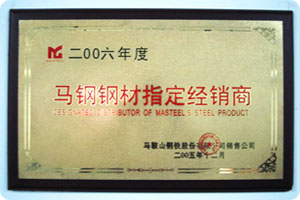 二00六年度
马钢钢材指定经销商
DESIGNATED DISTRIBUTOR OF MASTEEL'S STEEL PRODUCT
马鞍山钢铁股份有限公司销售公司
二00五年十二月